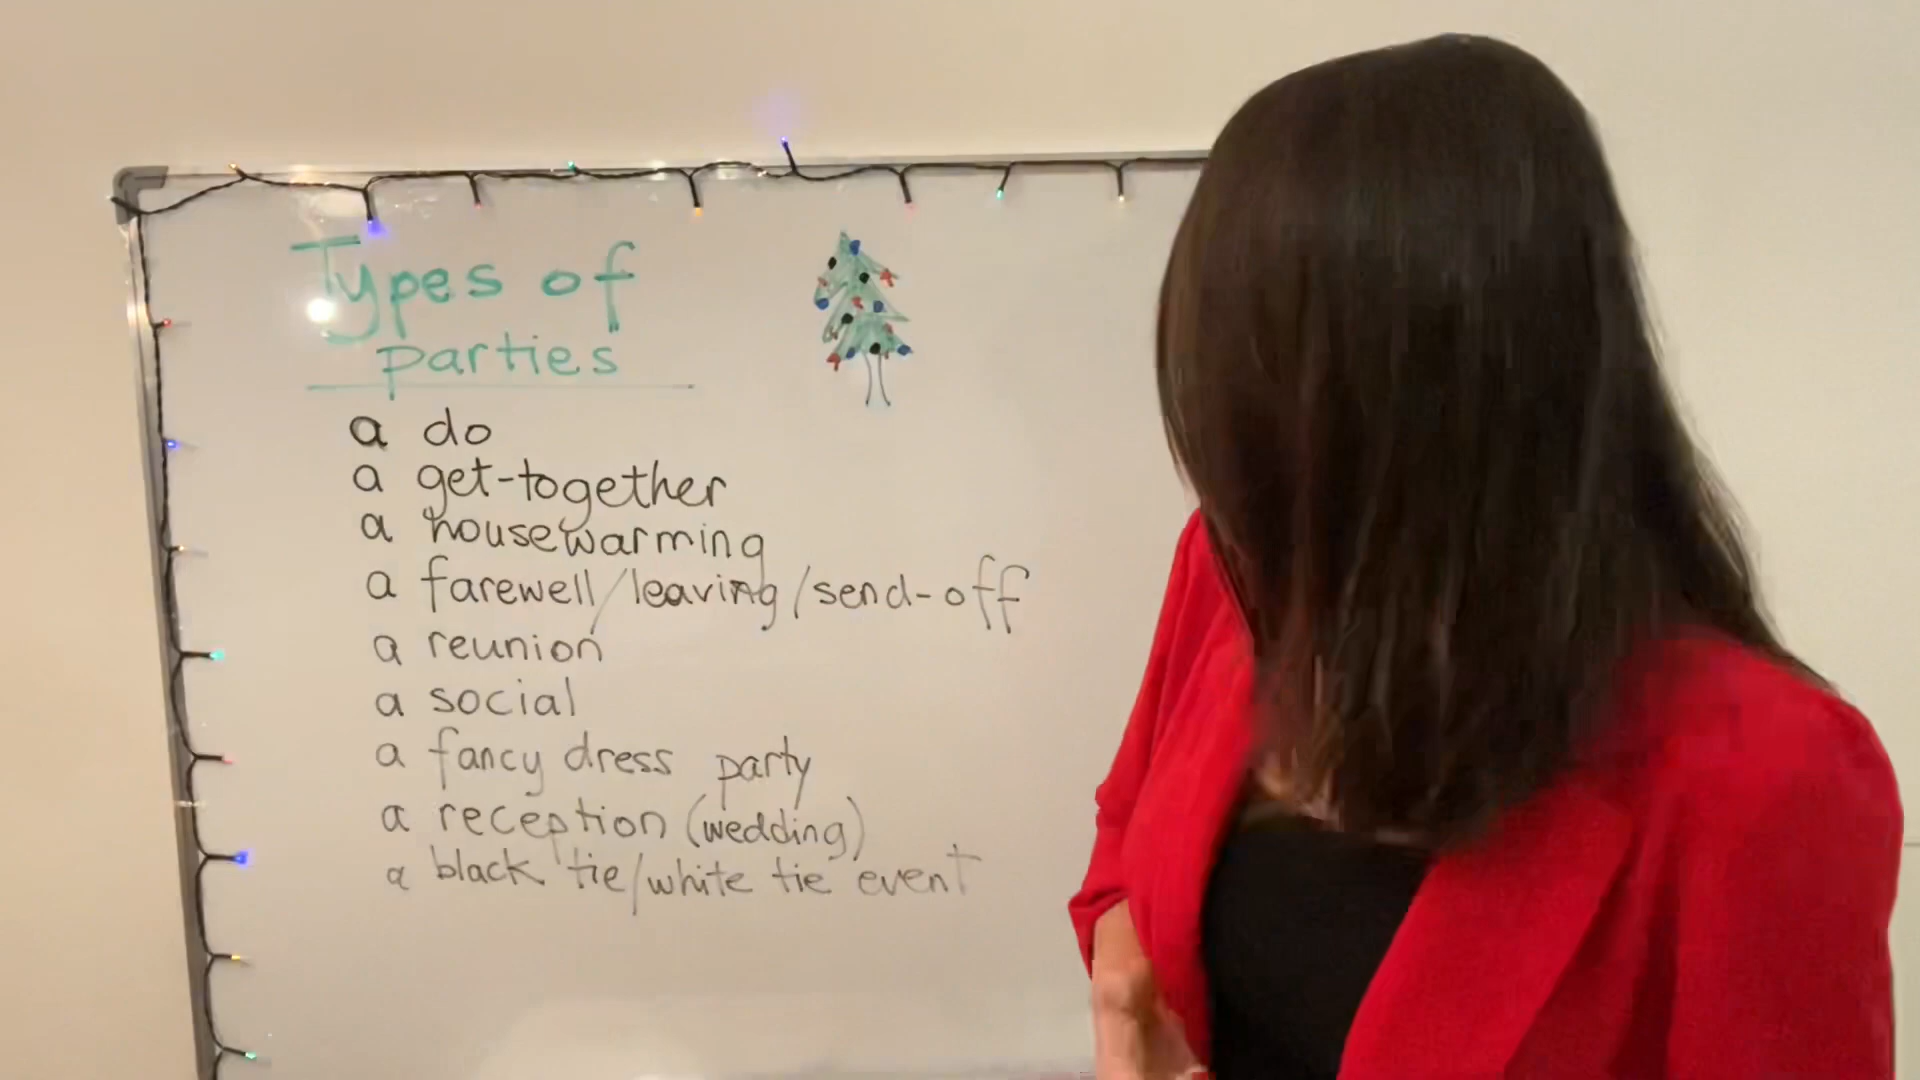 Types of
parties
a do
a get-together
a housewarming
a farewell/leaving/send-off
a reunion
a social
a fancy dress party
a reception (wedding)
a black tie/white tie event